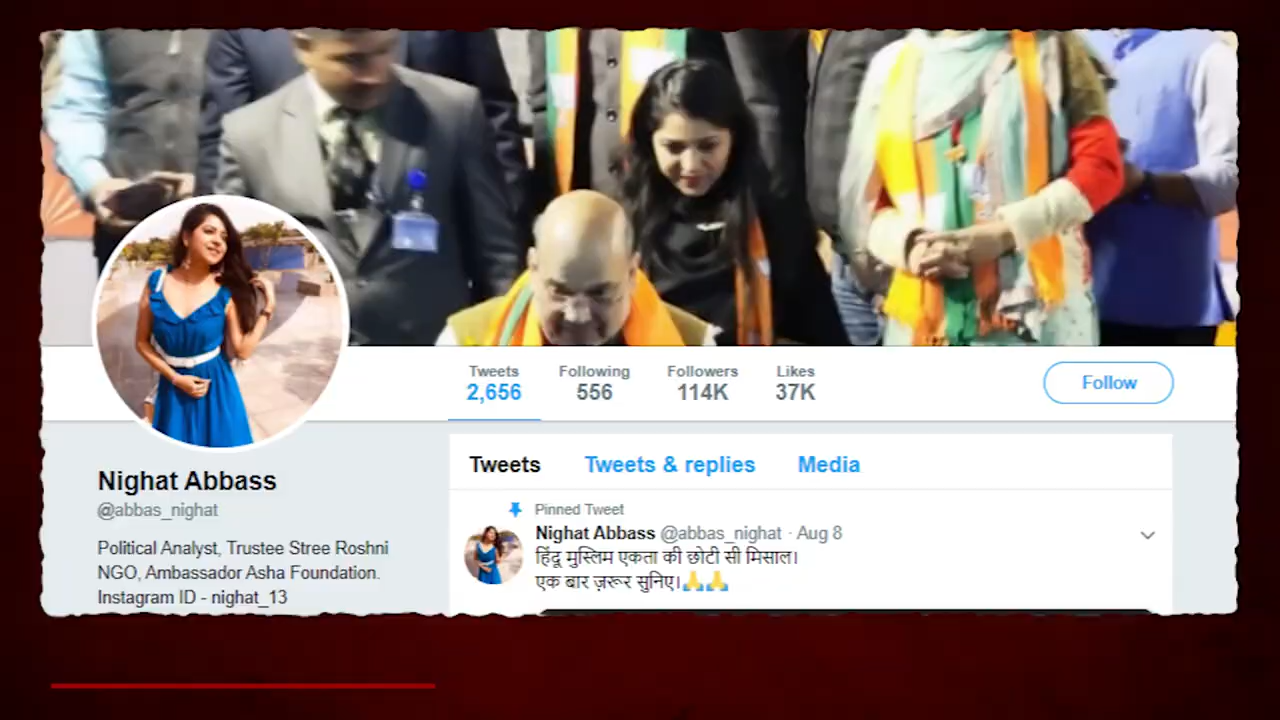 Tweets
2,656
Following
556
Followers
114K
Likes
37K
Follow
Nighat Abbass
@abbas_nighat
Political Analyst, Trustee Stree Roshni
NGO, Ambassador Asha Foundation.
Instagram ID - nighat_13
Tweets
Tweets & replies
Media
Pinned Tweet
Nighat Abbass @abbas_nighat · Aug 8
हिंदू मुस्लिम एकता की छोटी सी मिसाल।
एक बार ज़रूर सुनिए।🙏🙏